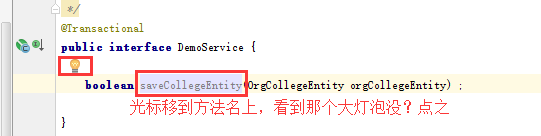 */
@Transactional
public interface DemoService {
boolean saveCollegeEntity(OrgCollegeEntity orgCollegeEntity) ;
光标移到方法名上，看到那个大灯泡没？点之
}